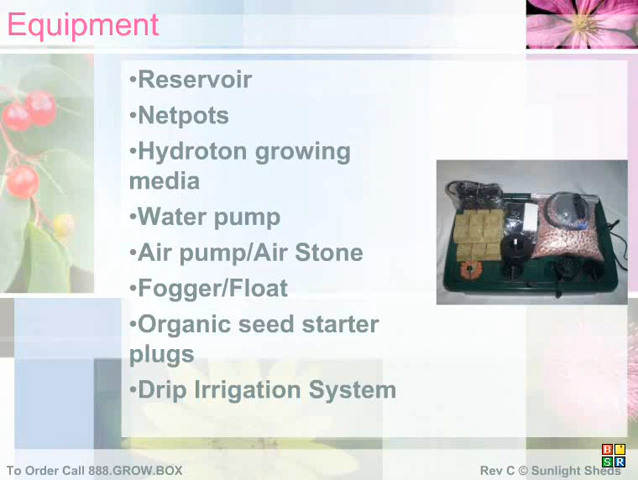 Equipment
•Reservoir
•Netpots
•Hydroton growing
media
•Water pump
•Air pump/Air Stone
•Fogger/Float
•Organic seed starter
plugs
•Drip Irrigation System
To Order Call 888.GROW.BOX
Rev C © Sunlight Sheds
B
S R